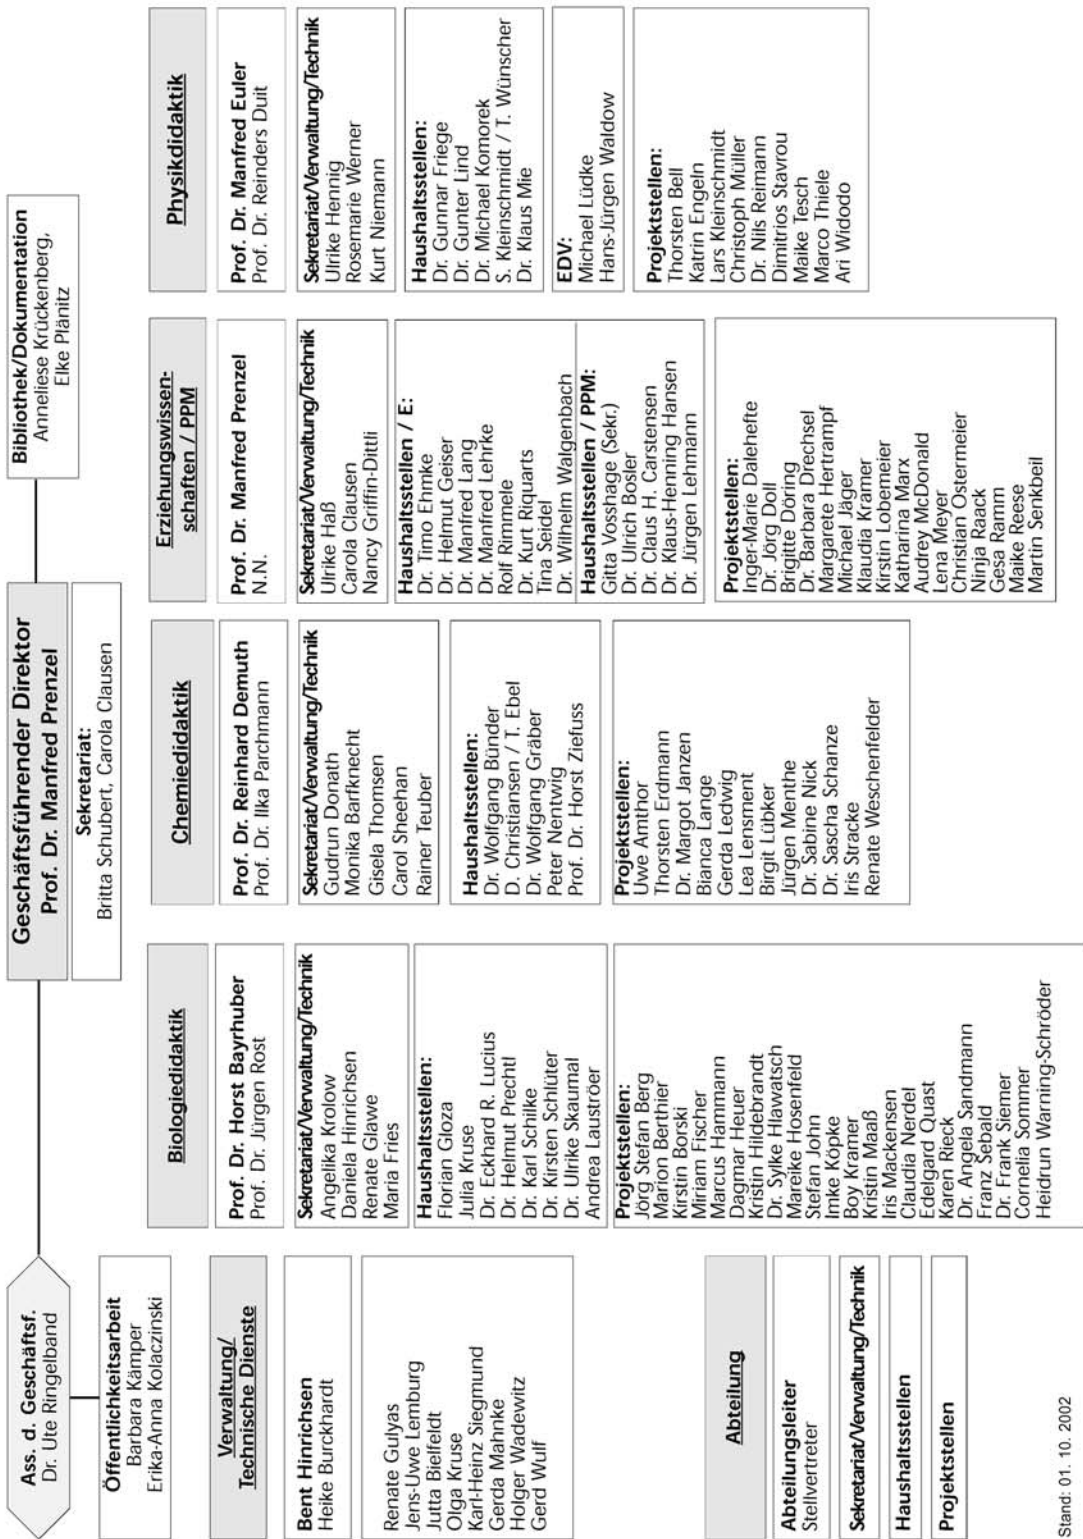 Ass. d. Geschäftsf.
Dr. Ute Ringelband
Geschäftsführender Direktor
Prof. Dr. Manfred Prenzel
Sekretariat:
Britta Schubert, Carola Clausen
Bibliothek/Dokumentation
Anneliese Krückenberg,
Elke Plänitz
Öffentlichkeitsarbeit
Barbara Kämper
Erika-Anna Kolaczinski
Verwaltung/
Technische Dienste
Bent Hinrichsen
Heike Burckhardt
Renate Gulyas
Jens-Uwe Lemburg
Jutta Bielfeldt
Olga Kruse
Karl-Heinz Siegmund
Gerda Mahnke
Holger Wadewitz
Gerd Wulf
Biologiedidaktik
Prof. Dr. Horst Bayrhuber
Prof. Dr. Jürgen Rost
Sekretariat/Verwaltung/Technik
Angelika Krolow
Daniela Hinrichsen
Renate Glawe
Maria Fries
Haushaltsstellen:
Florian Gloza
Julia Kruse
Dr. Eckhard R. Lucius
Dr. Helmut Prechtl
Dr. Karl Schilke
Dr. Kirsten Schlüter
Dr. Ulrike Skaumal
Andrea Lauströer
Projektstellen:
Jörg Stefan Berg
Marion Berthier
Kirstin Borski
Miriam Fischer
Marcus Hammann
Dagmar Heuer
Kristin Hildebrandt
Dr. Sylke Hlawatsch
Mareike Hosenfeld
Stefan John
Imke Köpke
Boy Kramer
Kristin Maaß
Iris Mackensen
Claudia Nerdel
Edelgard Quast
Karen Rieck
Dr. Angela Sandmann
Franz Sebald
Dr. Frank Siemer
Cornelia Sommer
Heidrun Warning-Schröder
Chemiedidaktik
Prof. Dr. Reinhard Demuth
Prof. Dr. Ilka Parchmann
Sekretariat/Verwaltung/Technik
Gudrun Donath
Monika Barfknecht
Gisela Thomsen
Carol Sheehan
Rainer Teuber
Haushaltsstellen:
Dr. Wolfgang Bünder
D. Christiansen / T. Ebel
Dr. Wolfgang Gräber
Peter Nentwig
Prof. Dr. Horst Ziefuss
Projektstellen:
Uwe Amthor
Thorsten Erdmann
Dr. Margot Janzen
Bianca Lange
Gerda Ledwig
Lea Lensment
Birgit Lübker
Jürgen Menthe
Dr. Sabine Nick
Dr. Sascha Schanze
Iris Stracke
Renate Weschenfelder
Erziehungswissen-
schaften / PPM
Prof. Dr. Manfred Prenzel
N.N.
Sekretariat/Verwaltung/Technik
Ulrike Haß
Carola Clausen
Nancy Griffin-Dittli
Haushaltsstellen / E:
Dr. Timo Ehmke
Dr. Helmut Geiser
Dr. Manfred Lang
Dr. Manfred Lehrke
Rolf Rimmele
Dr. Kurt Riquarts
Tina Seidel
Dr. Wilhelm Walgenbach
Haushaltsstellen / PPM:
Gitta Vosshage (Sekr.)
Dr. Ulrich Bosler
Dr. Claus H. Carstensen
Dr. Klaus-Henning Hansen
Dr. Jürgen Lehmann
Projektstellen:
Inger-Marie Dalehefte
Dr. Jörg Doll
Brigitte Döring
Dr. Barbara Drechsel
Margarete Hertrampf
Michael Jäger
Klaudia Kramer
Kirstin Lobemeier
Katharina Marx
Audrey McDonald
Lena Meyer
Christian Ostermeier
Ninja Raack
Gesa Ramm
Maike Reese
Martin Senkbeil
Physikdidaktik
Prof. Dr. Manfred Euler
Prof. Dr. Reinders Duit
Sekretariat/Verwaltung/Technik
Ulrike Hennig
Rosemarie Werner
Kurt Niemann
Haushaltsstellen:
Dr. Gunnar Friege
Dr. Gunter Lind
Dr. Michael Komorek
S. Kleinschmidt / T. Wünscher
Dr. Klaus Mie
EDV:
Michael Lüdke
Hans-Jürgen Waldow
Projektstellen:
Thorsten Bell
Katrin Engeln
Lars Kleinschmidt
Christoph Müller
Dr. Nils Reimann
Dimitrios Stavrou
Maike Tesch
Marco Thiele
Ari Widodo
Abteilung
Abteilungsleiter
Stellvertreter
Sekretariat/Verwaltung/Technik
Haushaltsstellen
Projektstellen
Stand: 01. 10. 2002